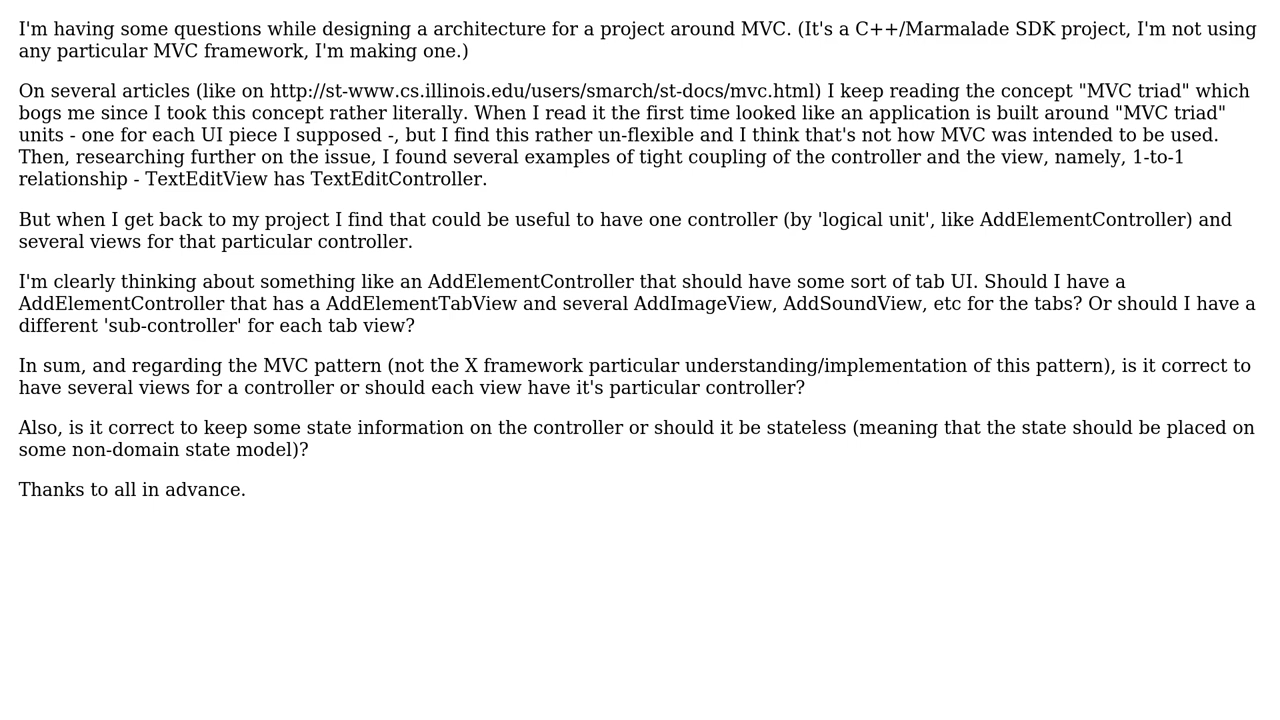 I'm having some questions while designing a architecture for a project around MVC. (It's a C++/Marmalade SDK project, I'm not using
any particular MVC framework, I'm making one.)
On several articles (like on http://st-www.cs.illinois.edu/users/smarch/st-docs/mvc.html) I keep reading the concept "MVC triad" which
bogs me since I took this concept rather literally. When I read it the first time looked like an application is built around "MVC triad"
units - one for each UI piece I supposed -, but I find this rather un-flexible and I think that's not how MVC was intended to be used.
Then, researching further on the issue, I found several examples of tight coupling of the controller and the view, namely, 1-to-1
relationship - TextEditView has TextEditController.
But when I get back to my project I find that could be useful to have one controller (by 'logical unit', like AddElementController) and
several views for that particular controller.
I'm clearly thinking about something like an AddElementController that should have some sort of tab UI. Should I have a
AddElementController that has a AddElementTabView and several AddImageView, AddSoundView, etc for the tabs? Or should I have a
different 'sub-controller' for each tab view?
In sum, and regarding the MVC pattern (not the X framework particular understanding/implementation of this pattern), is it correct to
have several views for a controller or should each view have it's particular controller?
Also, is it correct to keep some state information on the controller or should it be stateless (meaning that the state should be placed on
some non-domain state model)?
Thanks to all in advance.